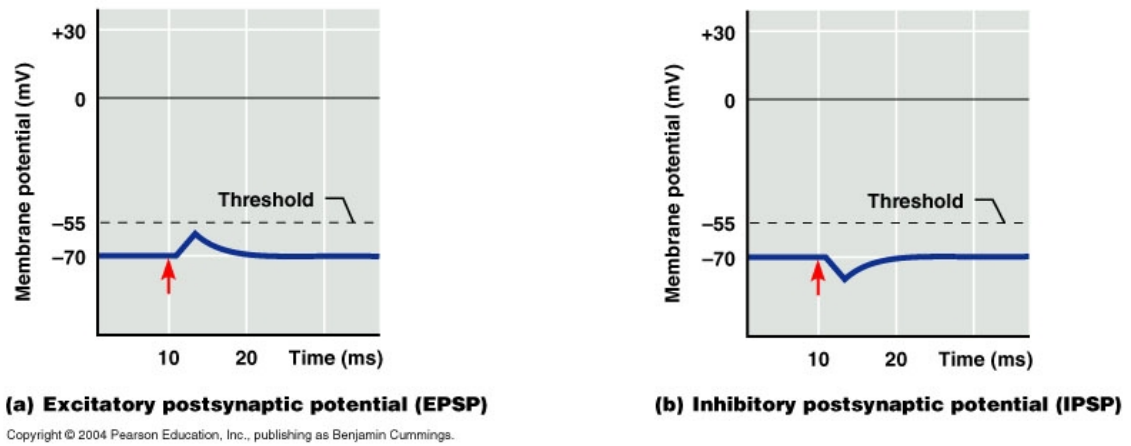 +30
0
Threshold
–55
–70
Membrane potential (mV)
10 20 Time (ms)
(a) Excitatory postsynaptic potential (EPSP)
+30
0
Threshold
–55
–70
Membrane potential (mV)
10 20 Time (ms)
(b) Inhibitory postsynaptic potential (IPSP)
Copyright © 2004 Pearson Education, Inc., publishing as Benjamin Cummings.